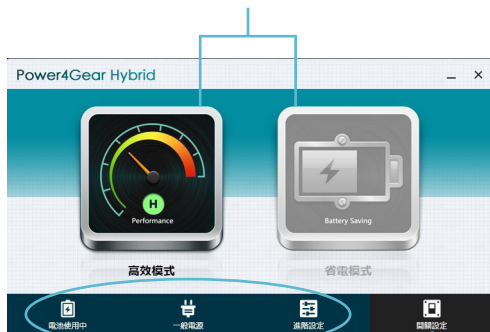 Power4Gear Hybrid
H
Performance
Battery Saving
高效模式
省電模式
電池使用中
一般電源
進階設定
開關設定